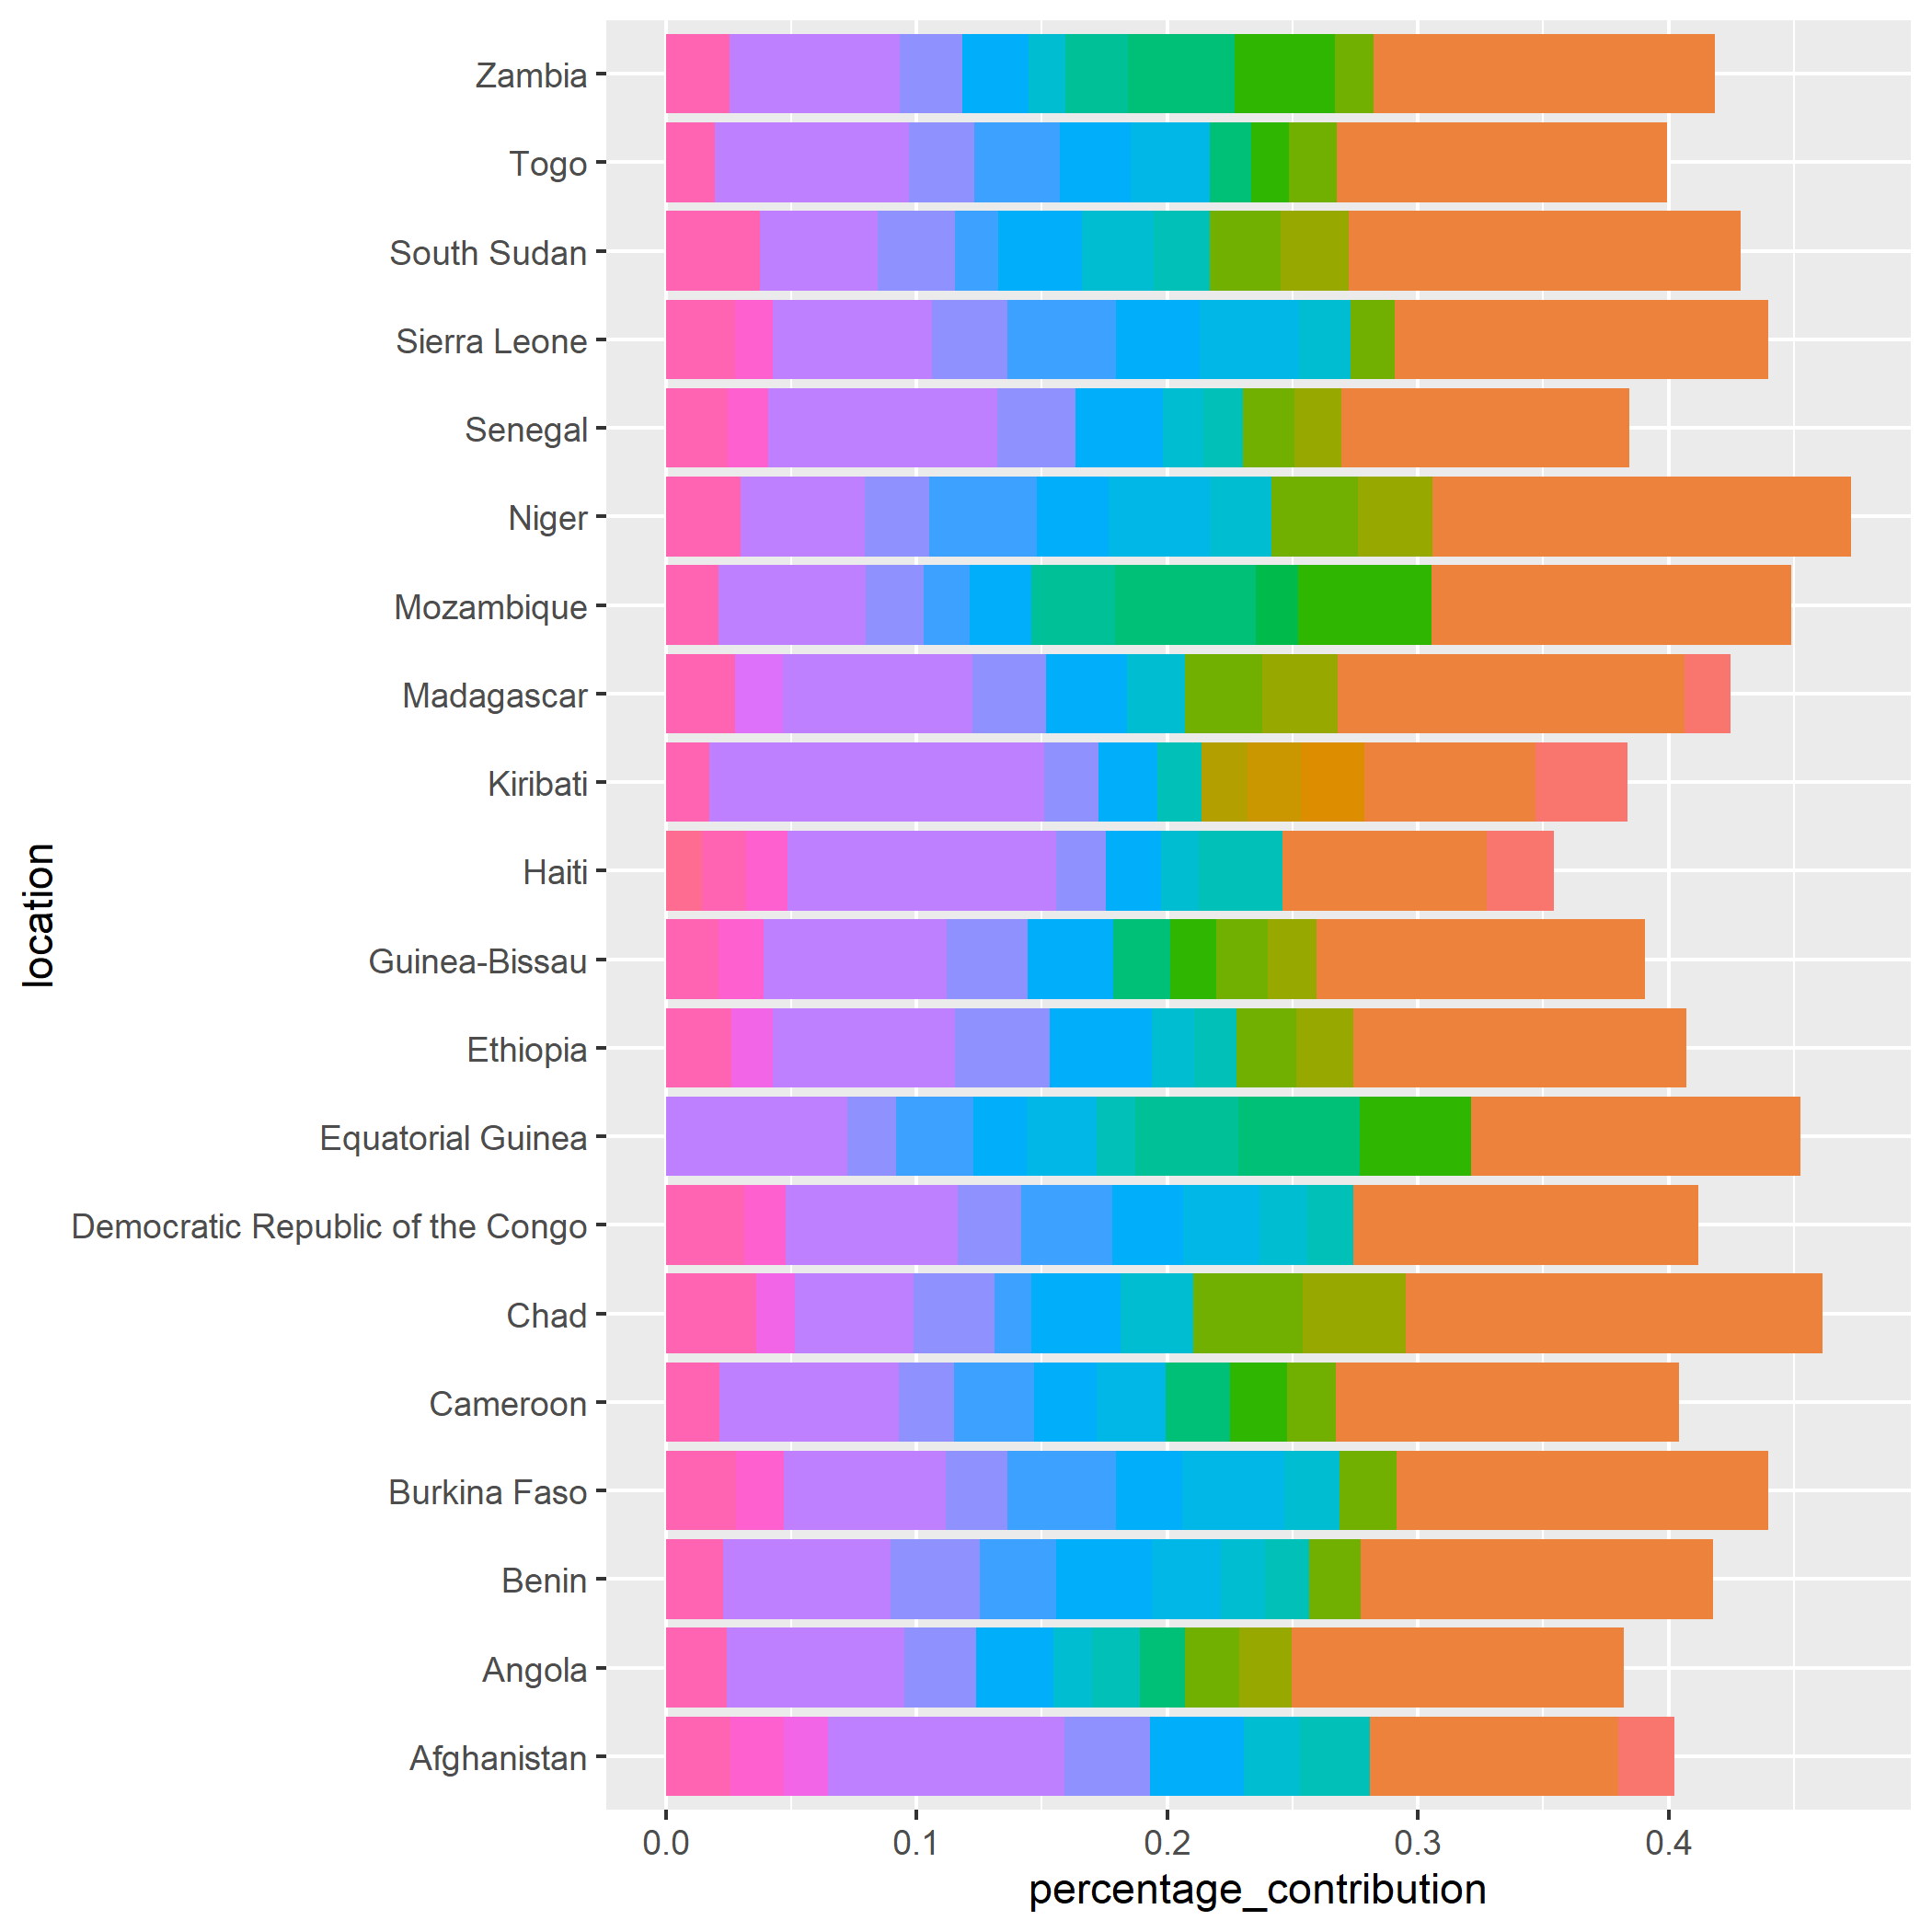 Zambia
Togo
South Sudan
Sierra Leone
Senegal
Niger
Mozambique
Madagascar
Kiribati
Haiti
Guinea-Bissau
Ethiopia
Equatorial Guinea
Democratic Republic of the Congo
Chad
Cameroon
Burkina Faso
Benin
Angola
Afghanistan
location
0.0 0.1 0.2 0.3 0.4
percentage_contribution